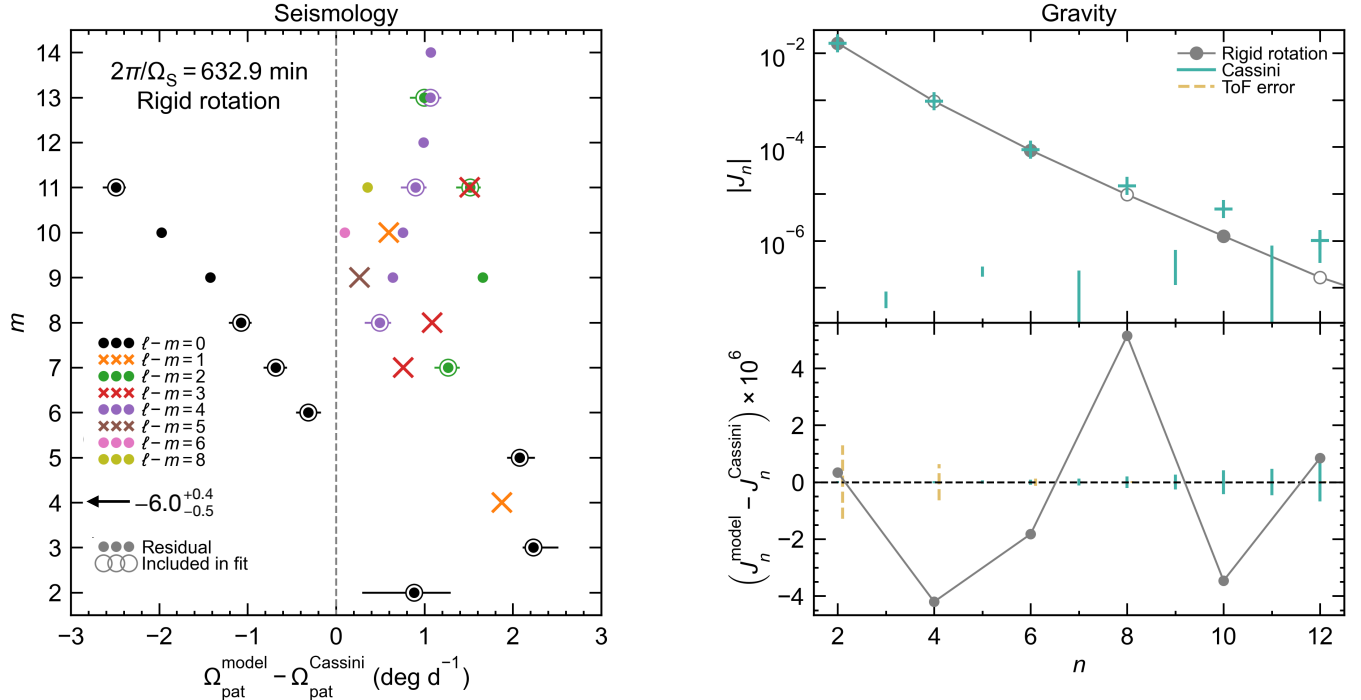 Seismology
2π/Ω_S = 632.9 min
Rigid rotation
14
13
12
11
10
9
8
7
6
5
4
3
2
m
ℓ − m = 0
ℓ − m = 1
ℓ − m = 2
ℓ − m = 3
ℓ − m = 4
ℓ − m = 5
ℓ − m = 6
ℓ − m = 8
−6.0^{+0.4}_{−0.5}
Residual
Included in fit
−3 −2 −1 0 1 2 3
Ω_pat^model − Ω_pat^Cassini (deg d^−1)
Gravity
Rigid rotation
Cassini
ToF error
10^−2
10^−4
10^−6
|J_n|
4
2
0
−2
−4
(J_n^model − J_n^Cassini) × 10^6
2 4 6 8 10 12
n